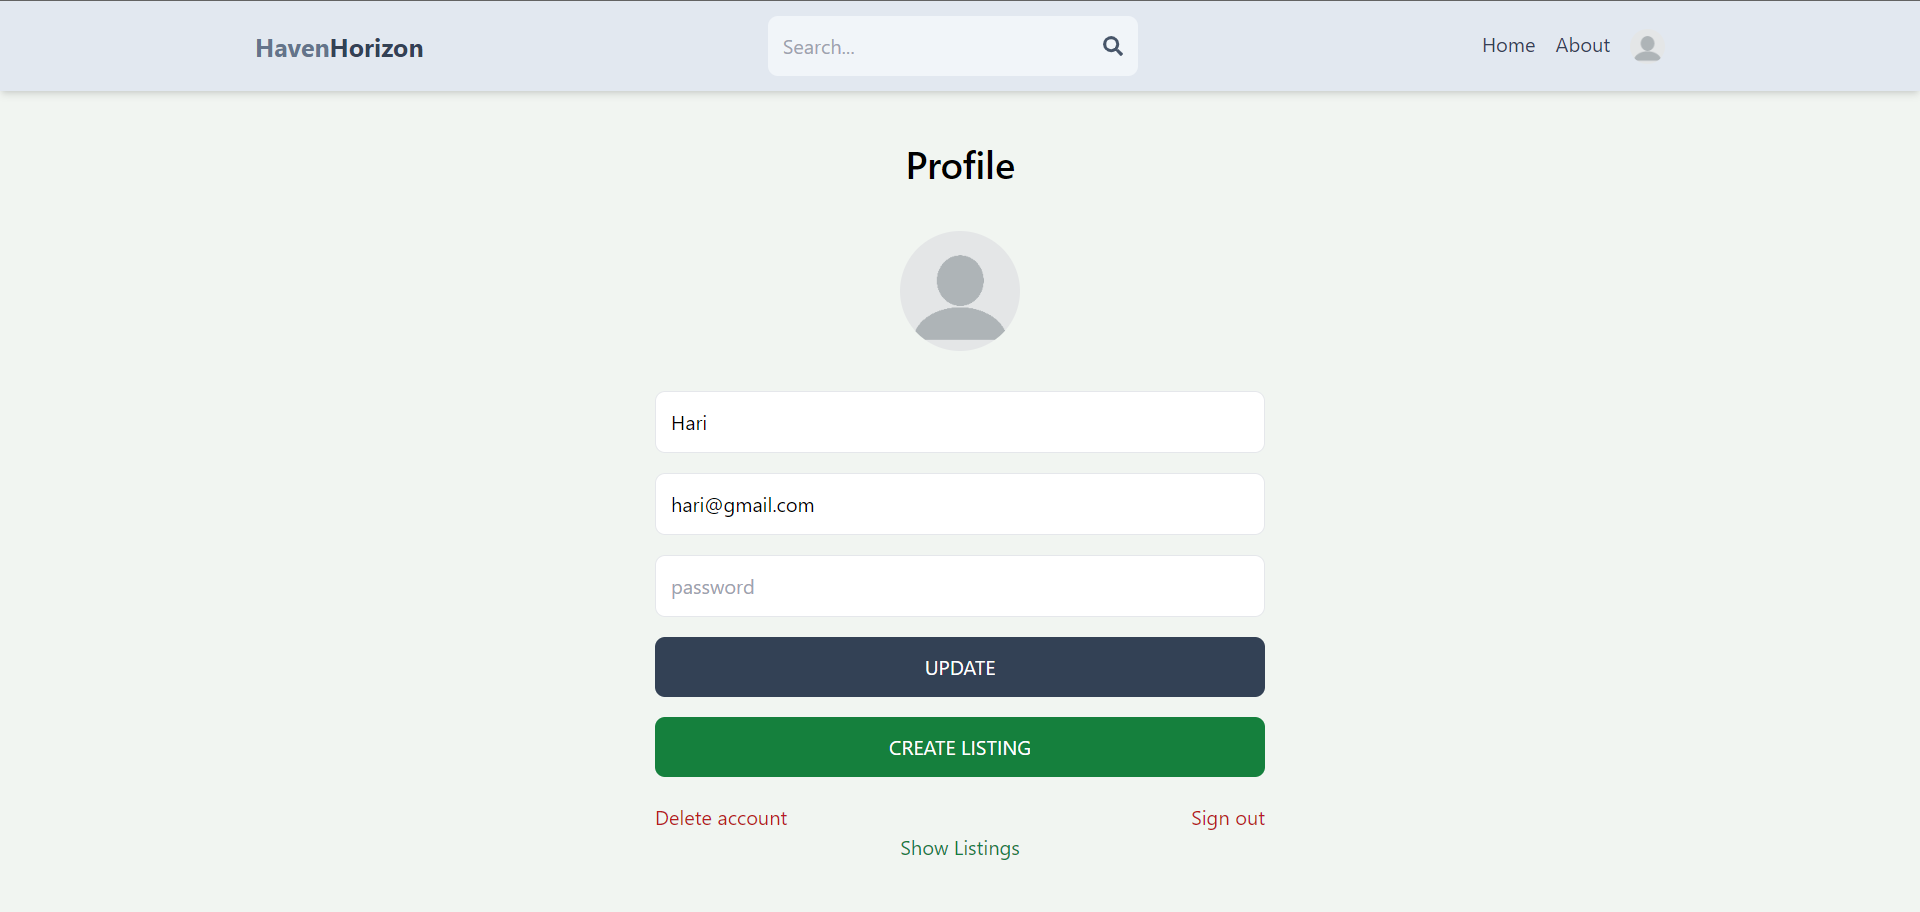 HavenHorizon
Search...
Home About
Profile
Hari
hari@gmail.com
password
UPDATE
CREATE LISTING
Delete account
Sign out
Show Listings